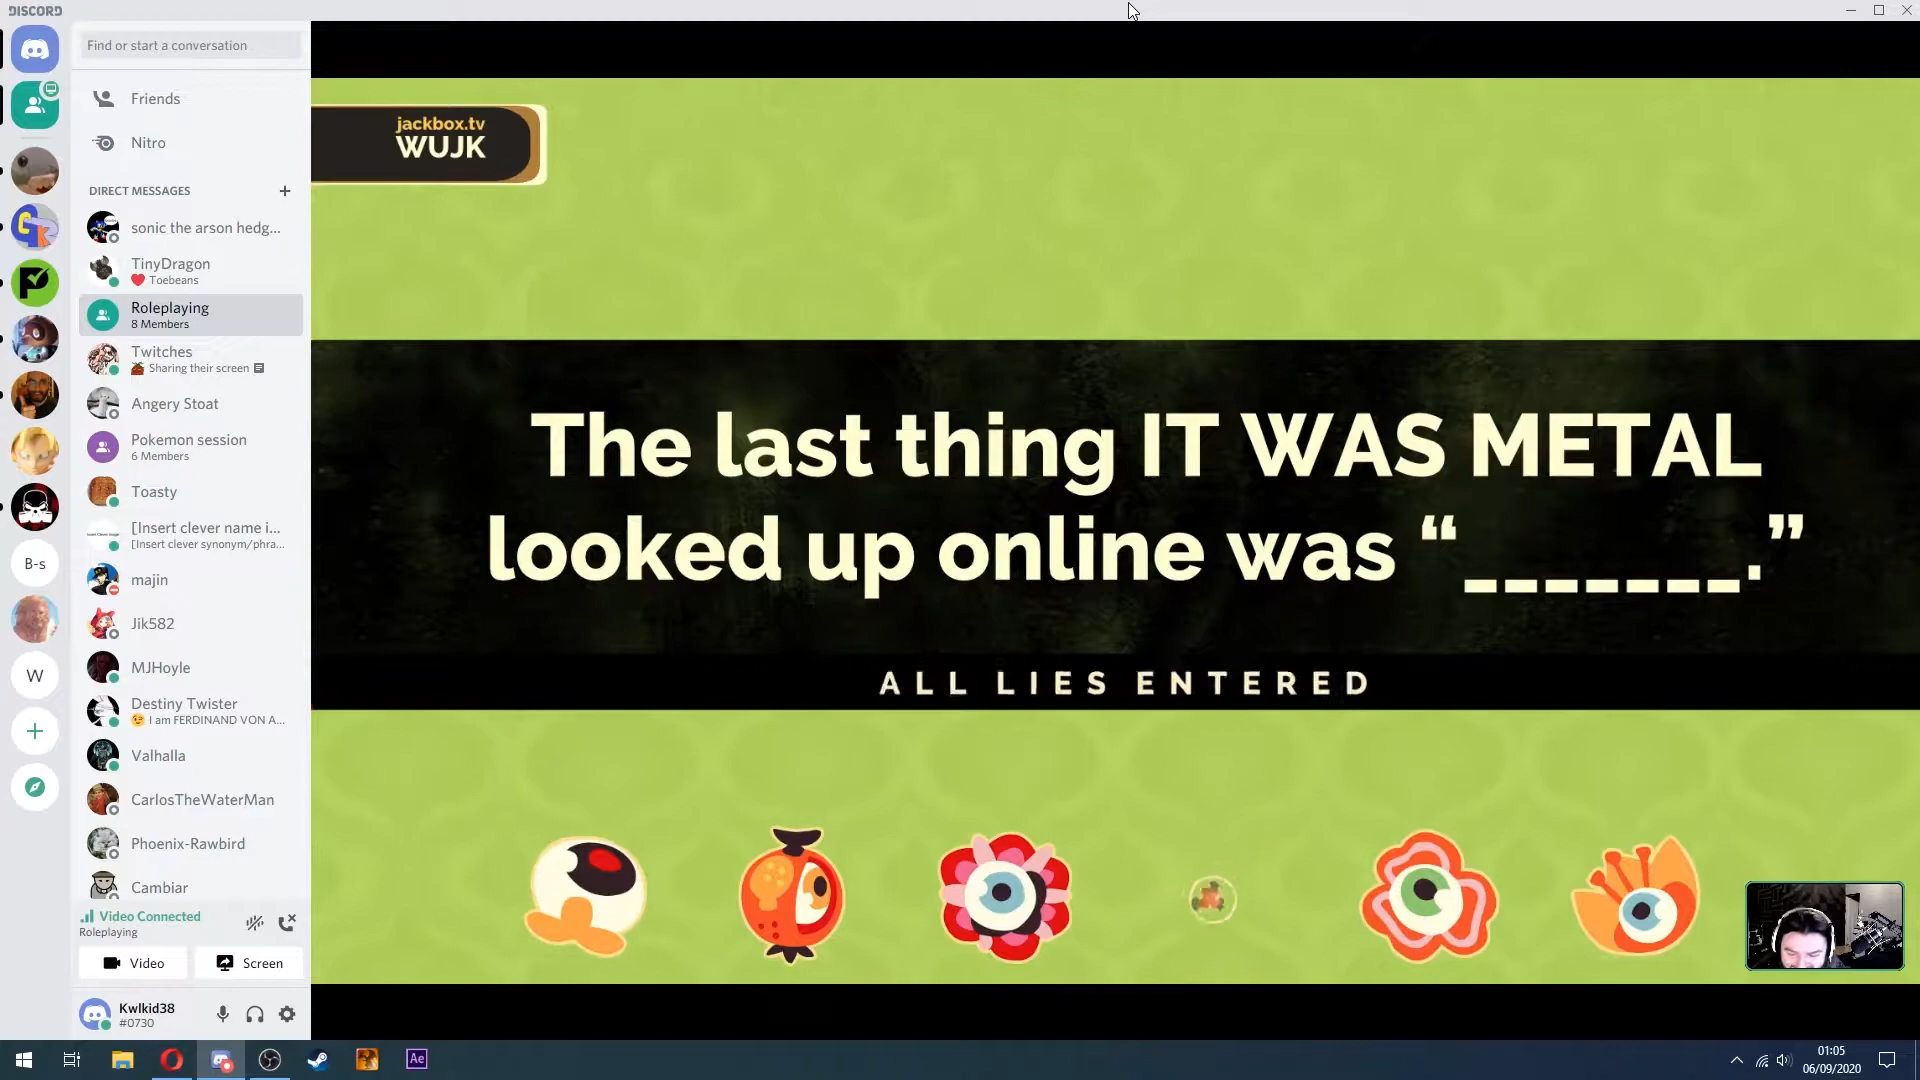 DISCORD
Find or start a conversation
Friends
Nitro
DIRECT MESSAGES
sonic the arson hedg...
TinyDragon
Toebeans
Roleplaying
8 Members
Twitches
Sharing their screen
Angery Stoat
Pokemon session
6 Members
Toasty
[Insert clever name i...
[Insert clever synonym/phra...
majin
Jik582
MJHoyle
Destiny Twister
I am FERDINAND VON A...
Valhalla
CarlosTheWaterMan
Phoenix-Rawbird
Cambiar
Video Connected
Roleplaying
Video
Screen
Kwlkid38
#0730
B-s
W
jackbox.tv
WUJK
The last thing IT WAS METAL
looked up online was “_______.”
ALL LIES ENTERED
Ae
01:05
06/09/2020